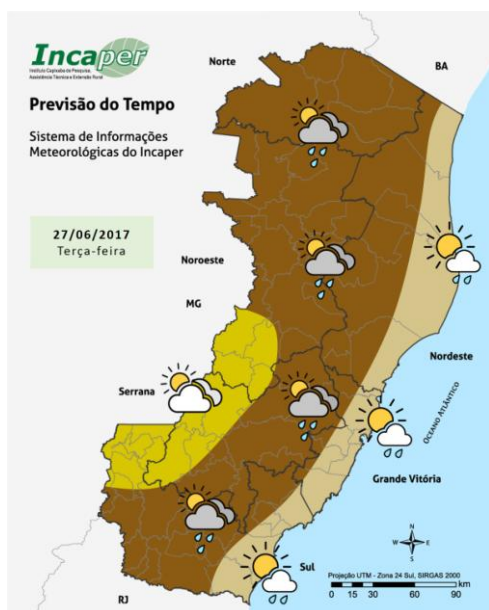 Incaper
Instituto Capixaba de Pesquisa,
Assistência Técnica e Extensão Rural
Previsão do Tempo
Sistema de Informações
Meteorológicas do Incaper
27/06/2017
Terça-feira
Norte
BA
Noroeste
MG
Nordeste
Serrana
OCEANO ATLÂNTICO
Grande Vitória
Sul
RJ
N
W
E
S
Projeção UTM - Zona 24 Sul, SIRGAS 2000
km
0 15 30 60 90